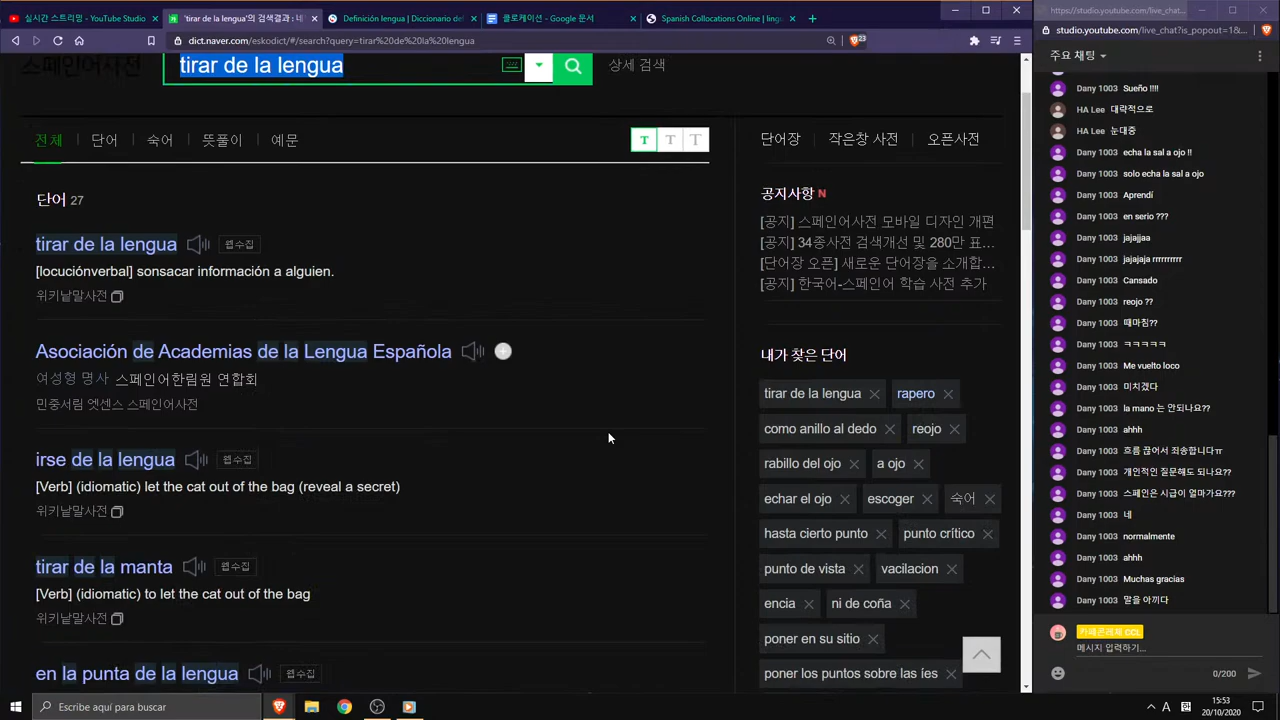 실시간 스트리밍 - YouTube Studio
'tirar de la lengua'의 검색결과 : 네
Definición lengua | Diccionario del
클로케이션 - Google 문서
Spanish Collocations Online | ling
https://studio.youtube.com/live_chat?is_popout=1&
dict.naver.com/eskodict/#/search?query=tirar%20de%20la%20lengua
23
studio.youtube.com/live_chat?is_popout=1&...
스페인어사전
tirar de la lengua
상세 검색
주요 채팅
전체
단어
숙어
뜻풀이
예문
T
T
T
단어장
작은창 사전
오픈사전
단어 27
tirar de la lengua
웹수집
[locuciónverbal] sonsacar información a alguien.
위키낱말사전
Asociación de Academias de la Lengua Española
여성형 명사 스페인어한림원 연합회
민중서림 엣센스 스페인어사전
irse de la lengua
웹수집
[Verb] (idiomatic) let the cat out of the bag (reveal a secret)
위키낱말사전
tirar de la manta
웹수집
[Verb] (idiomatic) to let the cat out of the bag
위키낱말사전
en la punta de la lengua
웹수집
공지사항 N
[공지] 스페인어사전 모바일 디자인 개편
[공지] 34종사전 검색개선 및 280만 표...
[단어장 오픈] 새로운 단어장을 소개합...
[공지] 한국어-스페인어 학습 사전 추가
내가 찾은 단어
tirar de la lengua
rapero
como anillo al dedo
reojo
rabillo del ojo
a ojo
echar el ojo
escoger
숙어
hasta cierto punto
punto crítico
punto de vista
vacilacion
encia
ni de coña
poner en su sitio
poner los puntos sobre las íes
Dany 1003 Sueño !!!!
HA Lee 대략적으로
HA Lee 눈대중
Dany 1003 echa la sal a ojo !!
Dany 1003 solo echa la sal a ojo
Dany 1003 Aprendí
Dany 1003 en serio ???
Dany 1003 jajajjaa
Dany 1003 jajajaja rrrrrrrrrr
Dany 1003 Cansado
Dany 1003 reojo ??
Dany 1003 때마침??
Dany 1003 ㅋㅋㅋㅋㅋ
Dany 1003 Me vuelto loco
Dany 1003 미치겠다
Dany 1003 la mano 는 안되나요??
Dany 1003 ahhh
Dany 1003 흐름 끊어서 죄송합니다ㅠ
Dany 1003 개인적인 질문해도 되나요??
Dany 1003 스페인은 시급이 얼마가요???
Dany 1003 네
Dany 1003 normalmente
Dany 1003 ahhh
Dany 1003 Muchas gracias
Dany 1003 말을 아끼다
카페꼰레체 CCL
메시지 입력하기...
0/200
Escribe aquí para buscar
A
한
15:53
20/10/2020